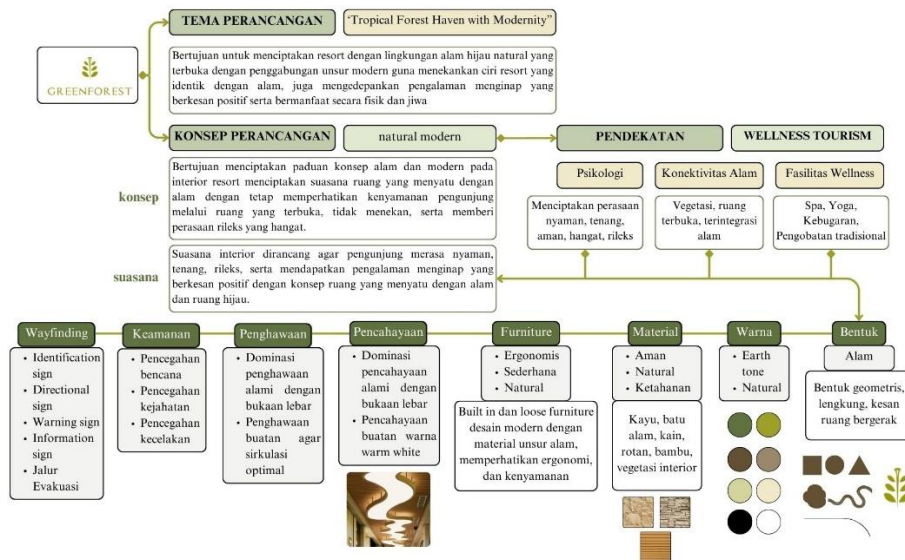 TEMA PERANCANGAN
'Tropical Forest Haven with Modernity”
GREENFOREST
Bertujuan untuk menciptakan resort dengan lingkungan alam hijau natural yang
terbuka dengan penggabungan unsur modern guna menekankan ciri resort yang
identik dengan alam, juga mengedepankan pengalaman menginap yang
berkesan positif serta bermanfaat secara fisik dan jiwa
KONSEP PERANCANGAN
natural modern
PENDEKATAN
WELLNESS TOURISM
konsep
Bertujuan menciptakan paduan konsep alam dan modern pada
interior resort menciptakan suasana ruang yang menyatu dengan
alam dengan tetap memperhatikan kenyamanan pengunjung
melalui ruang yang terbuka, tidak menekan, serta memberi
perasaan rileks yang hangat.
Psikologi
Menciptakan perasaan
nyaman, tenang,
aman, hangat, rileks
Konektivitas Alam
Vegetasi, ruang
terbuka, terintegrasi
alam
Fasilitas Wellness
Spa, Yoga,
Kebugaran,
Pengobatan tradisional
suasana
Suasana interior dirancang agar pengunjung merasa nyaman,
tenang, rileks, serta mendapatkan pengalaman menginap yang
berkesan positif dengan konsep ruang yang menyatu dengan alam
dan ruang hijau.
Wayfinding
• Identification
sign
• Directional
sign
• Warning sign
• Information
sign
• Jalur
Evakuasi
Keamanan
• Pencegahan
bencana
• Pencegahan
kejahatan
• Pencegahan
kecelakan
Penghawaan
• Dominasi
penghawaan
alami dengan
bukaan lebar
• Penghawaan
buatan agar
sirkulasi
optimal
Pencahayaan
• Dominasi
pencahayaan
alami dengan
bukaan lebar
• Pencahayaan
buatan warna
warm white
Furniture
• Ergonomis
• Sederhana
• Natural
Built in dan loose furniture
desain modern dengan
material unsur alam,
memperhatikan ergonomi,
dan kenyamanan
Material
• Aman
• Natural
• Ketahanan
Kayu, batu
alam, kain,
rotan, bambu,
vegetasi interior
Warna
• Earth
tone
• Natural
Bentuk
Alam
Bentuk geometris,
lengkung, kesan
ruang bergerak